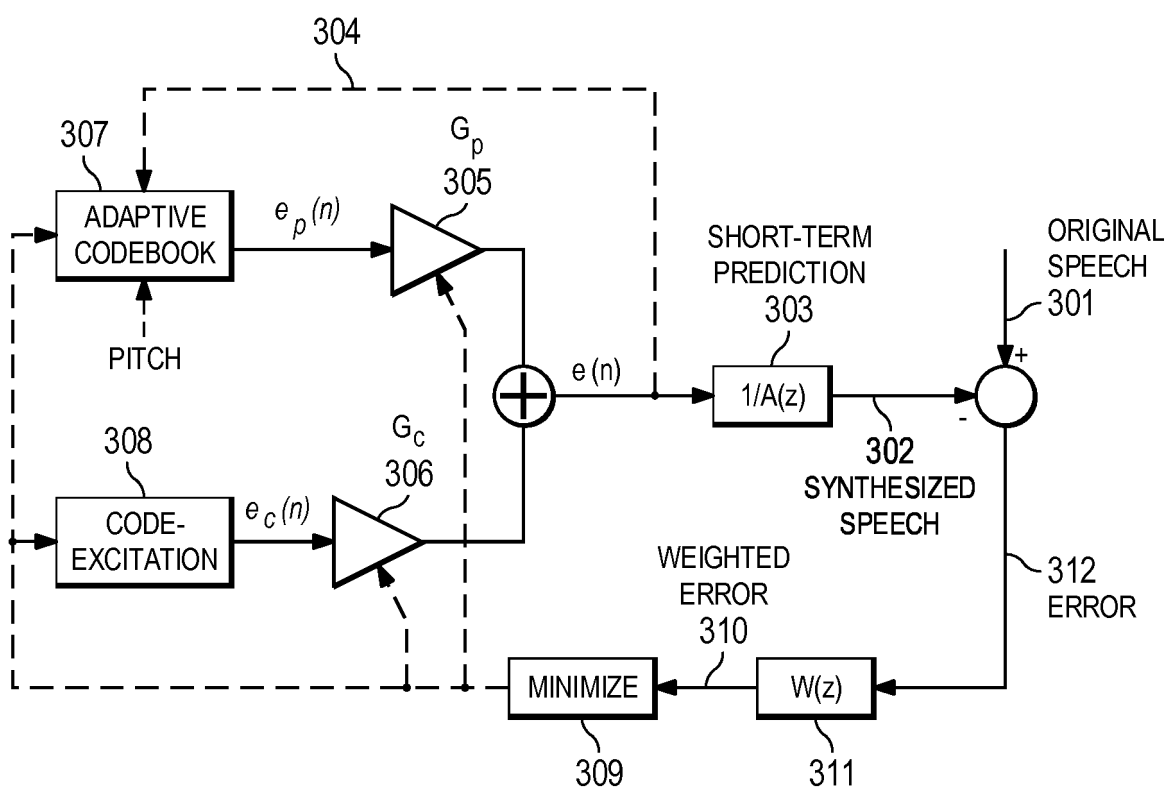 304
307
G_p
305
ADAPTIVE
CODEBOOK
e_p(n)
PITCH
SHORT-TERM
PREDICTION
303
ORIGINAL
SPEECH
301
+
e(n)
1/A(z)
-
302
SYNTHESIZED
SPEECH
308
G_c
306
CODE-
EXCITATION
e_c(n)
WEIGHTED
ERROR
310
312
ERROR
MINIMIZE
W(z)
309
311